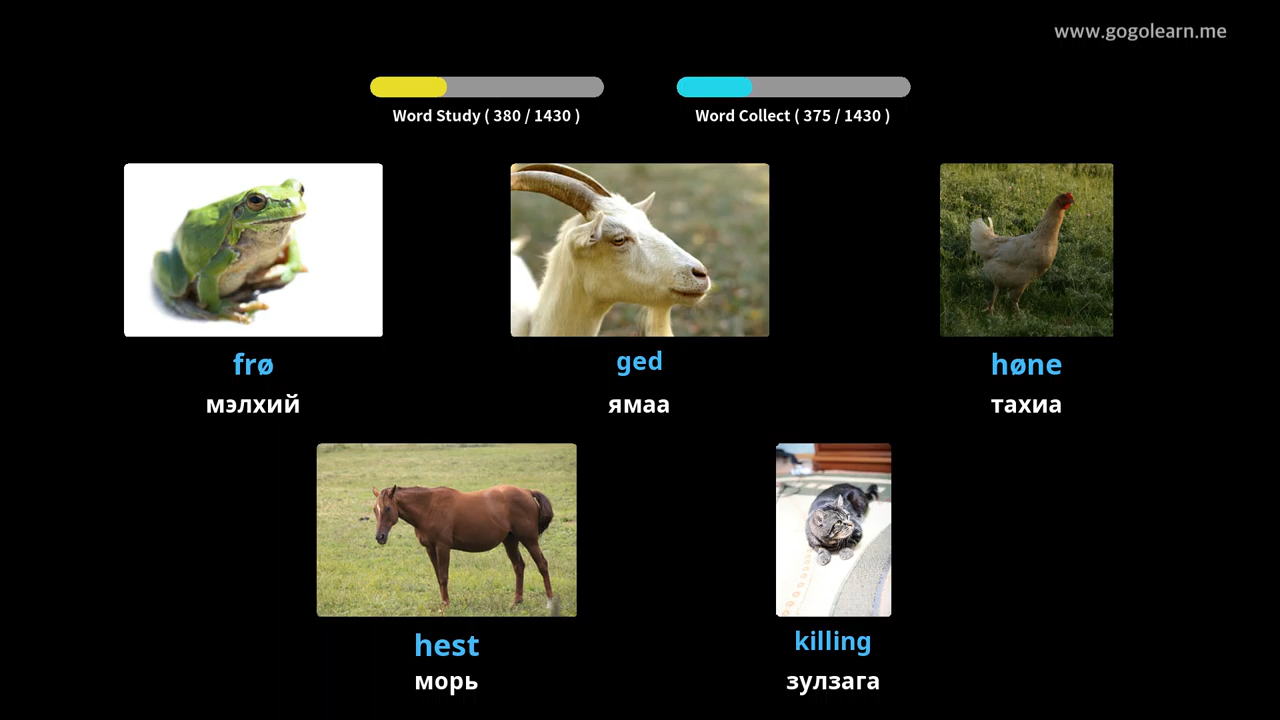 www.gogolearn.me
Word Study ( 380 / 1430 )
Word Collect ( 375 / 1430 )
frø
ged
høne
мэлхий
ямаа
тахиа
hest
killing
морь
зулзага